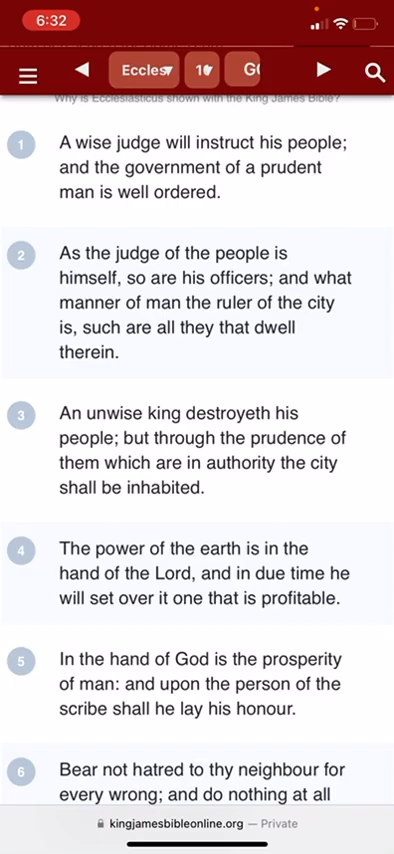 6:32
Eccles
10
GO
Why is Ecclesiasticus shown with the King James Bible?
1
A wise judge will instruct his people;
and the government of a prudent
man is well ordered.
2
As the judge of the people is
himself, so are his officers; and what
manner of man the ruler of the city
is, such are all they that dwell
therein.
3
An unwise king destroyeth his
people; but through the prudence of
them which are in authority the city
shall be inhabited.
4
The power of the earth is in the
hand of the Lord, and in due time he
will set over it one that is profitable.
5
In the hand of God is the prosperity
of man: and upon the person of the
scribe shall he lay his honour.
6
Bear not hatred to thy neighbour for
every wrong; and do nothing at all
kingjamesbibleonline.org — Private